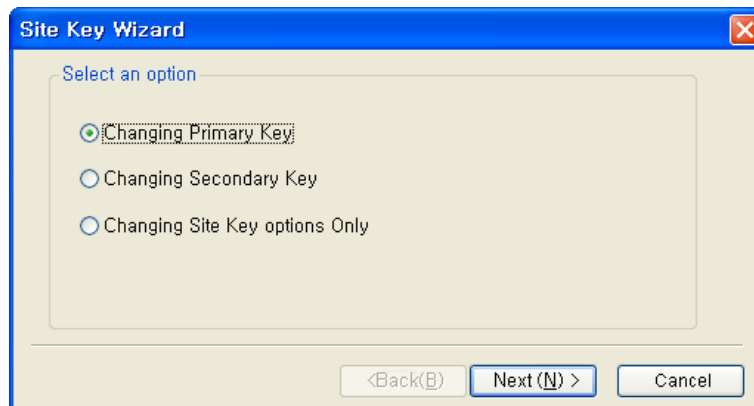 Site Key Wizard
Select an option
Changing Primary Key
Changing Secondary Key
Changing Site Key options Only
<Back(B) Next (N) > Cancel